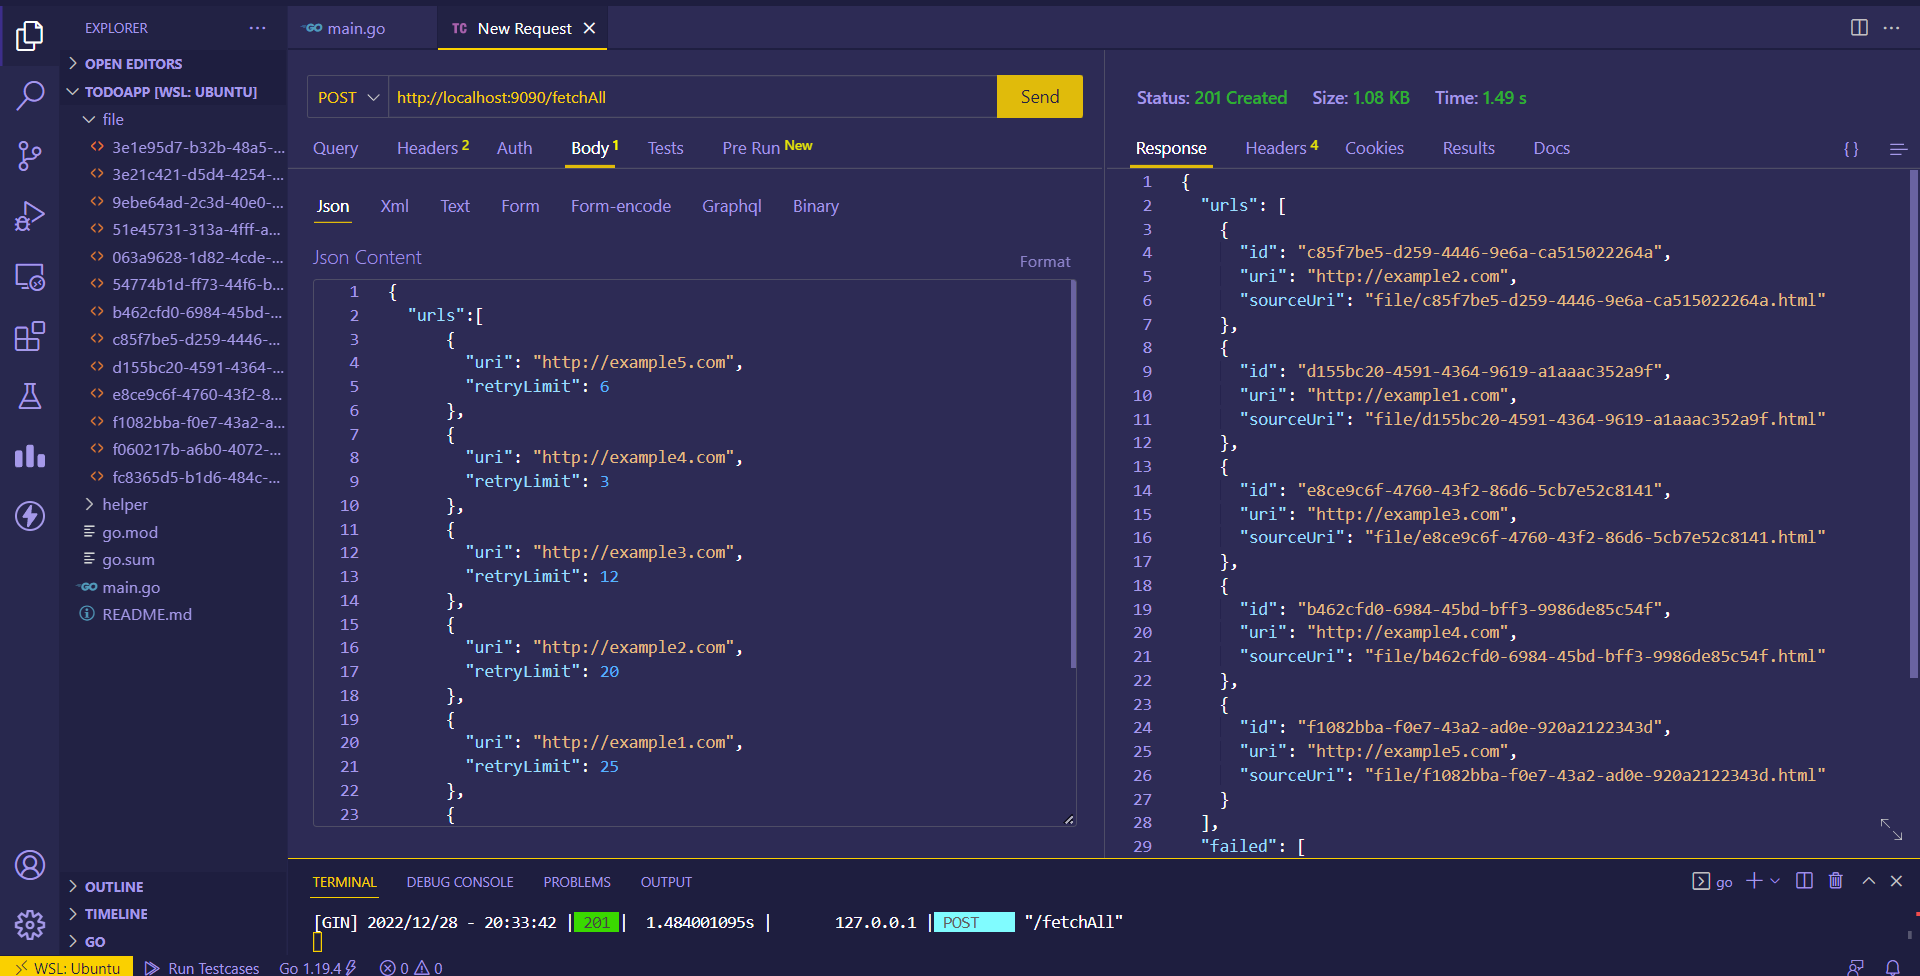 EXPLORER
OPEN EDITORS
TODOAPP [WSL: UBUNTU]
file
3e1e95d7-b32b-48a5-...
3e21c421-d5d4-4254-...
9ebe64ad-2c3d-40e0-...
51e45731-313a-4fff-a...
063a9628-1d82-4cde-...
54774b1d-ff73-44f6-b...
b462cfd0-6984-45bd-...
c85f7be5-d259-4446-...
d155bc20-4591-4364-...
e8ce9c6f-4760-43f2-8...
f1082bba-f0e7-43a2-a...
f060217b-a6b0-4072-...
fc8365d5-b1d6-484c-...
helper
go.mod
go.sum
GO main.go
README.md
OUTLINE
TIMELINE
GO
GO main.go
TC New Request
POST http://localhost:9090/fetchAll Send
Query Headers 2 Auth Body 1 Tests Pre Run New
Json Xml Text Form Form-encode Graphql Binary
Json Content Format
1 {
2 "urls":[
3 {
4 "uri": "http://example5.com",
5 "retryLimit": 6
6 },
7 {
8 "uri": "http://example4.com",
9 "retryLimit": 3
10 },
11 {
12 "uri": "http://example3.com",
13 "retryLimit": 12
14 },
15 {
16 "uri": "http://example2.com",
17 "retryLimit": 20
18 },
19 {
20 "uri": "http://example1.com",
21 "retryLimit": 25
22 },
23 {
Status: 201 Created Size: 1.08 KB Time: 1.49 s
Response Headers 4 Cookies Results Docs { }
1 {
2 "urls": [
3 {
4 "id": "c85f7be5-d259-4446-9e6a-ca515022264a",
5 "uri": "http://example2.com",
6 "sourceUri": "file/c85f7be5-d259-4446-9e6a-ca515022264a.html"
7 },
8 {
9 "id": "d155bc20-4591-4364-9619-a1aaac352a9f",
10 "uri": "http://example1.com",
11 "sourceUri": "file/d155bc20-4591-4364-9619-a1aaac352a9f.html"
12 },
13 {
14 "id": "e8ce9c6f-4760-43f2-86d6-5cb7e52c8141",
15 "uri": "http://example3.com",
16 "sourceUri": "file/e8ce9c6f-4760-43f2-86d6-5cb7e52c8141.html"
17 },
18 {
19 "id": "b462cfd0-6984-45bd-bff3-9986de85c54f",
20 "uri": "http://example4.com",
21 "sourceUri": "file/b462cfd0-6984-45bd-bff3-9986de85c54f.html"
22 },
23 {
24 "id": "f1082bba-f0e7-43a2-ad0e-920a2122343d",
25 "uri": "http://example5.com",
26 "sourceUri": "file/f1082bba-f0e7-43a2-ad0e-920a2122343d.html"
27 }
28 ],
29 "failed": [
TERMINAL DEBUG CONSOLE PROBLEMS OUTPUT go
[GIN] 2022/12/28 - 20:33:42 | 201 | 1.484001095s | 127.0.0.1 | POST "/fetchAll"
WSL: Ubuntu Run Testcases Go 1.19.4 0 0